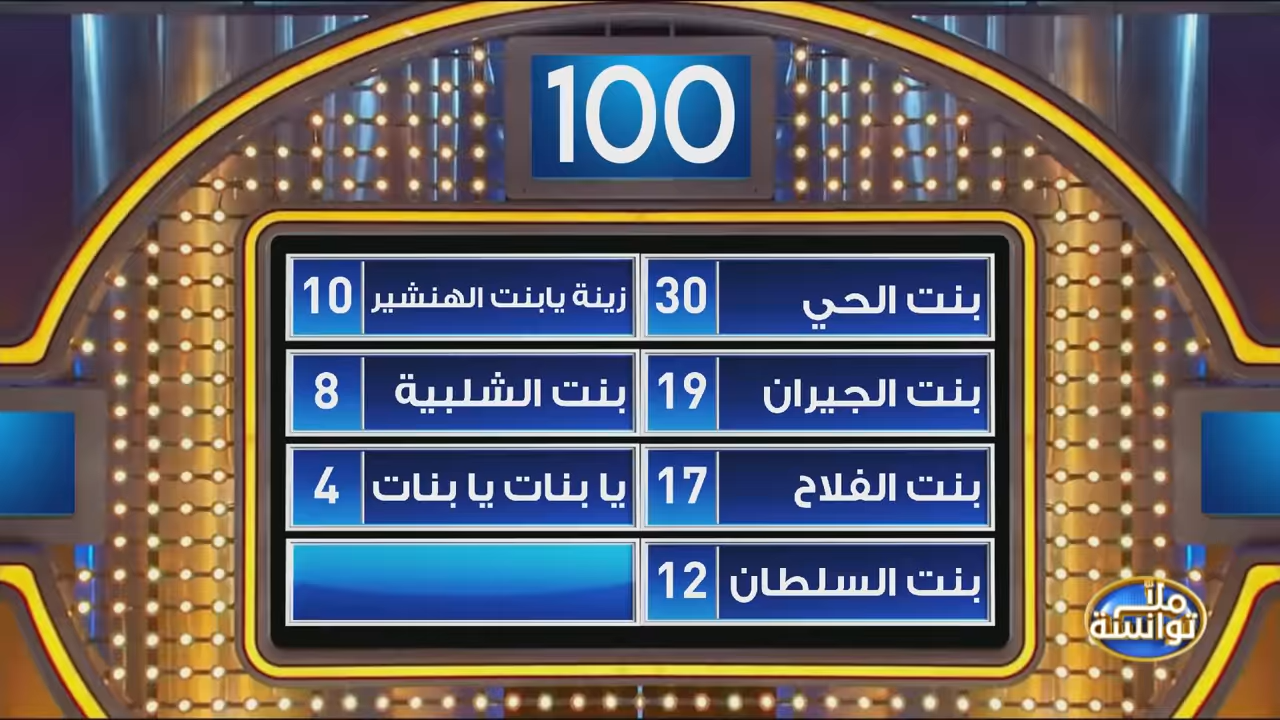 100
بنت الحي 30
بنت الجيران 19
بنت الفلاح 17
بنت السلطان 12
زينة يابنت الهنشير 10
بنت الشلبية 8
يا بنات يا بنات 4
ملّا
توانسة